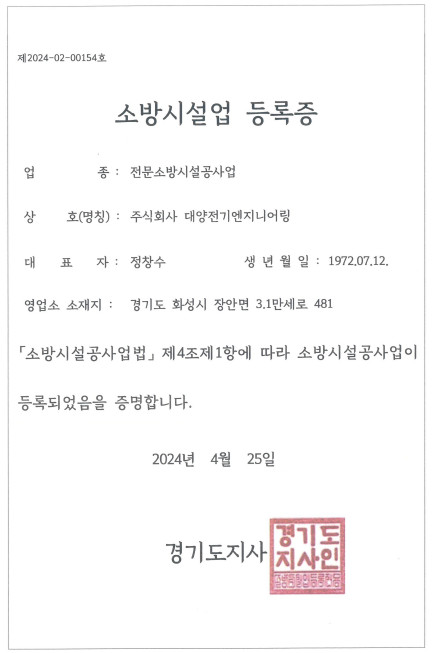 제2024-02-00154호
소방시설업 등록증
업 종 : 전문소방시설공사업
상 호(명칭) : 주식회사 대양전기엔지니어링
대 표 자 : 정창수 생 년 월 일 : 1972.07.12.
영업소 소재지 : 경기도 화성시 장안면 3.1만세로 481
「소방시설공사업법」 제4조제1항에 따라 소방시설공사업이
등록되었음을 증명합니다.
2024년 4월 25일
경기도지사
경기도
지사인